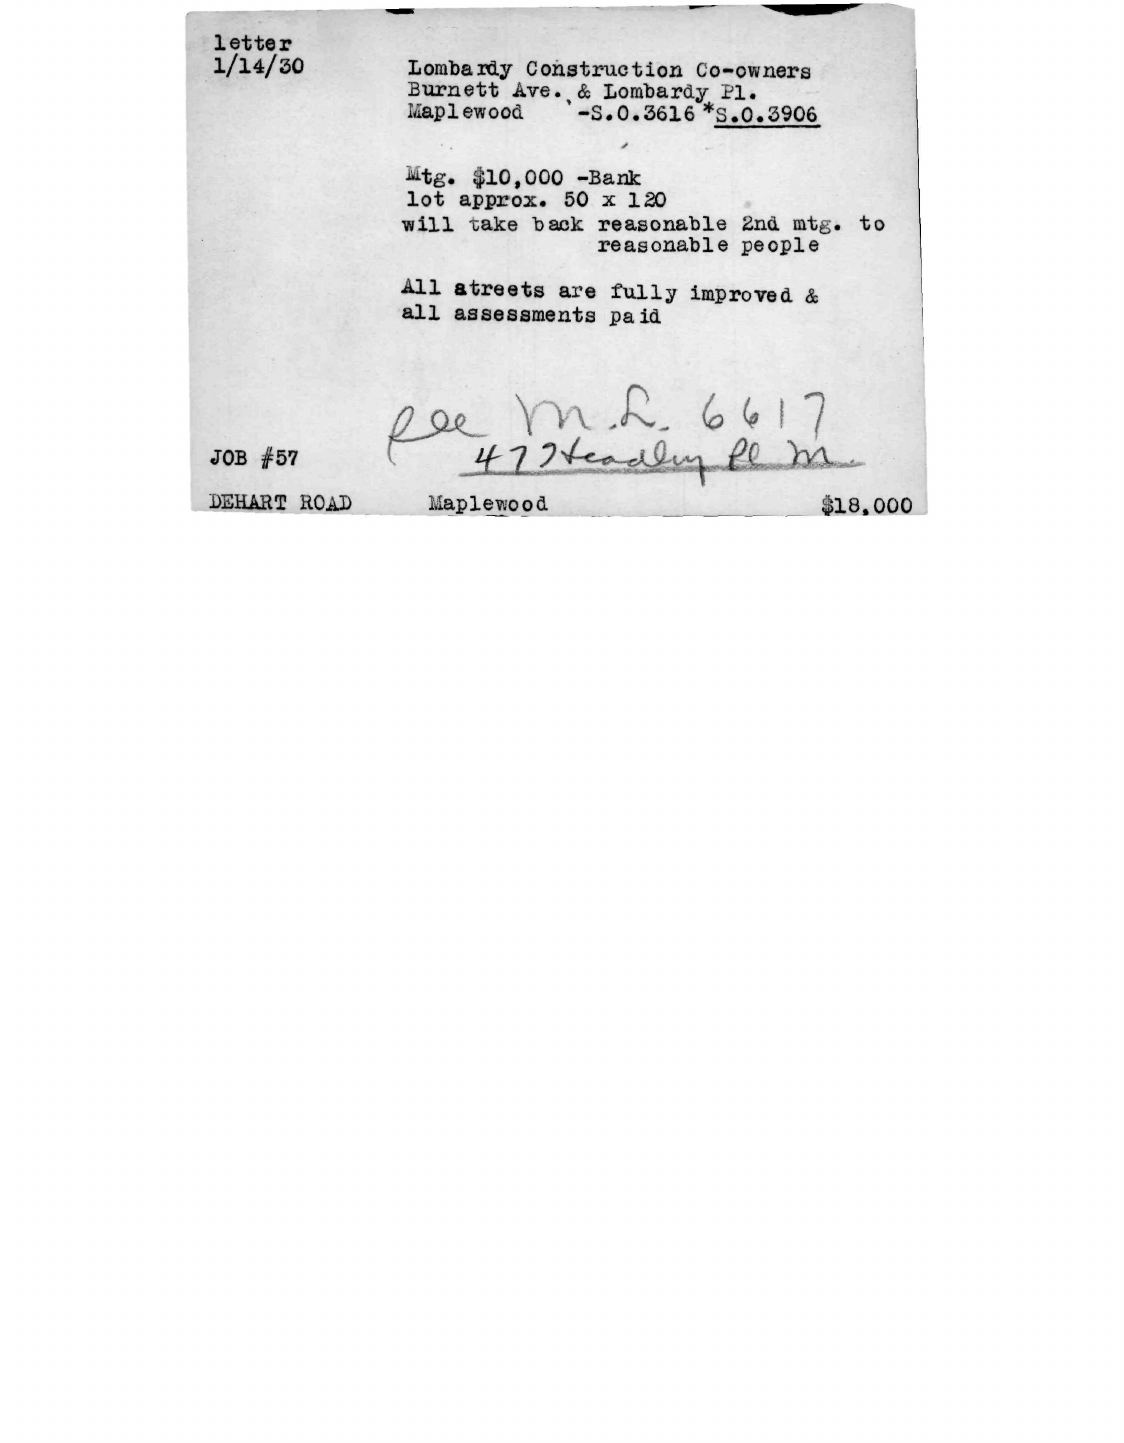 letter
1/14/30
Lombardy Construction Co-owners
Burnett Ave. & Lombardy Pl.
Maplewood -S.O.3616 *S.O.3906
Mtg. $10,000 -Bank
lot approx. 50 x 120
will take back reasonable 2nd mtg. to
reasonable people
All streets are fully improved &
all assessments paid
see M.L. 6617
47 Headley Pl M.
JOB #57
DEHART ROAD Maplewood $18,000